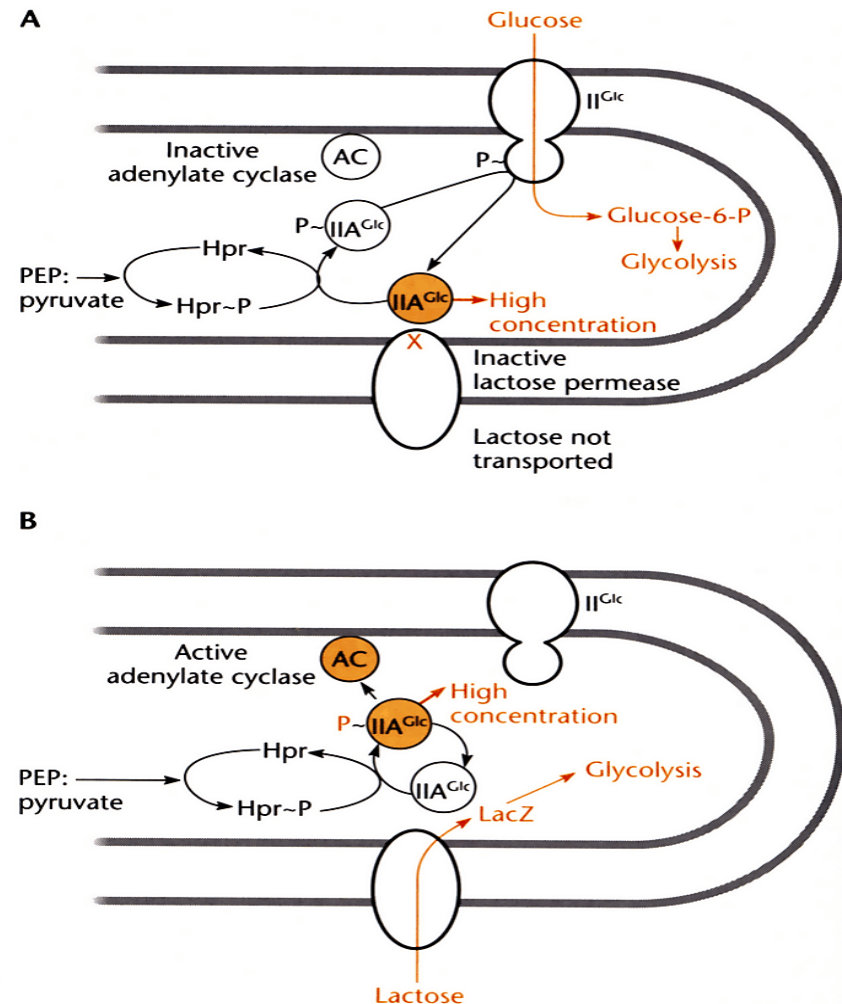 A
Glucose
II^Glc
Inactive
adenylate cyclase
AC
P~
P~IIA^Glc
Glucose-6-P
Hpr
Glycolysis
PEP:
pyruvate
Hpr~P
IIA^Glc
High
concentration
X
Inactive
lactose permease
Lactose not
transported
B
II^Glc
Active
adenylate cyclase
AC
High
concentration
P~IIA^Glc
Hpr
Glycolysis
PEP:
pyruvate
IIA^Glc
Hpr~P
LacZ
Lactose